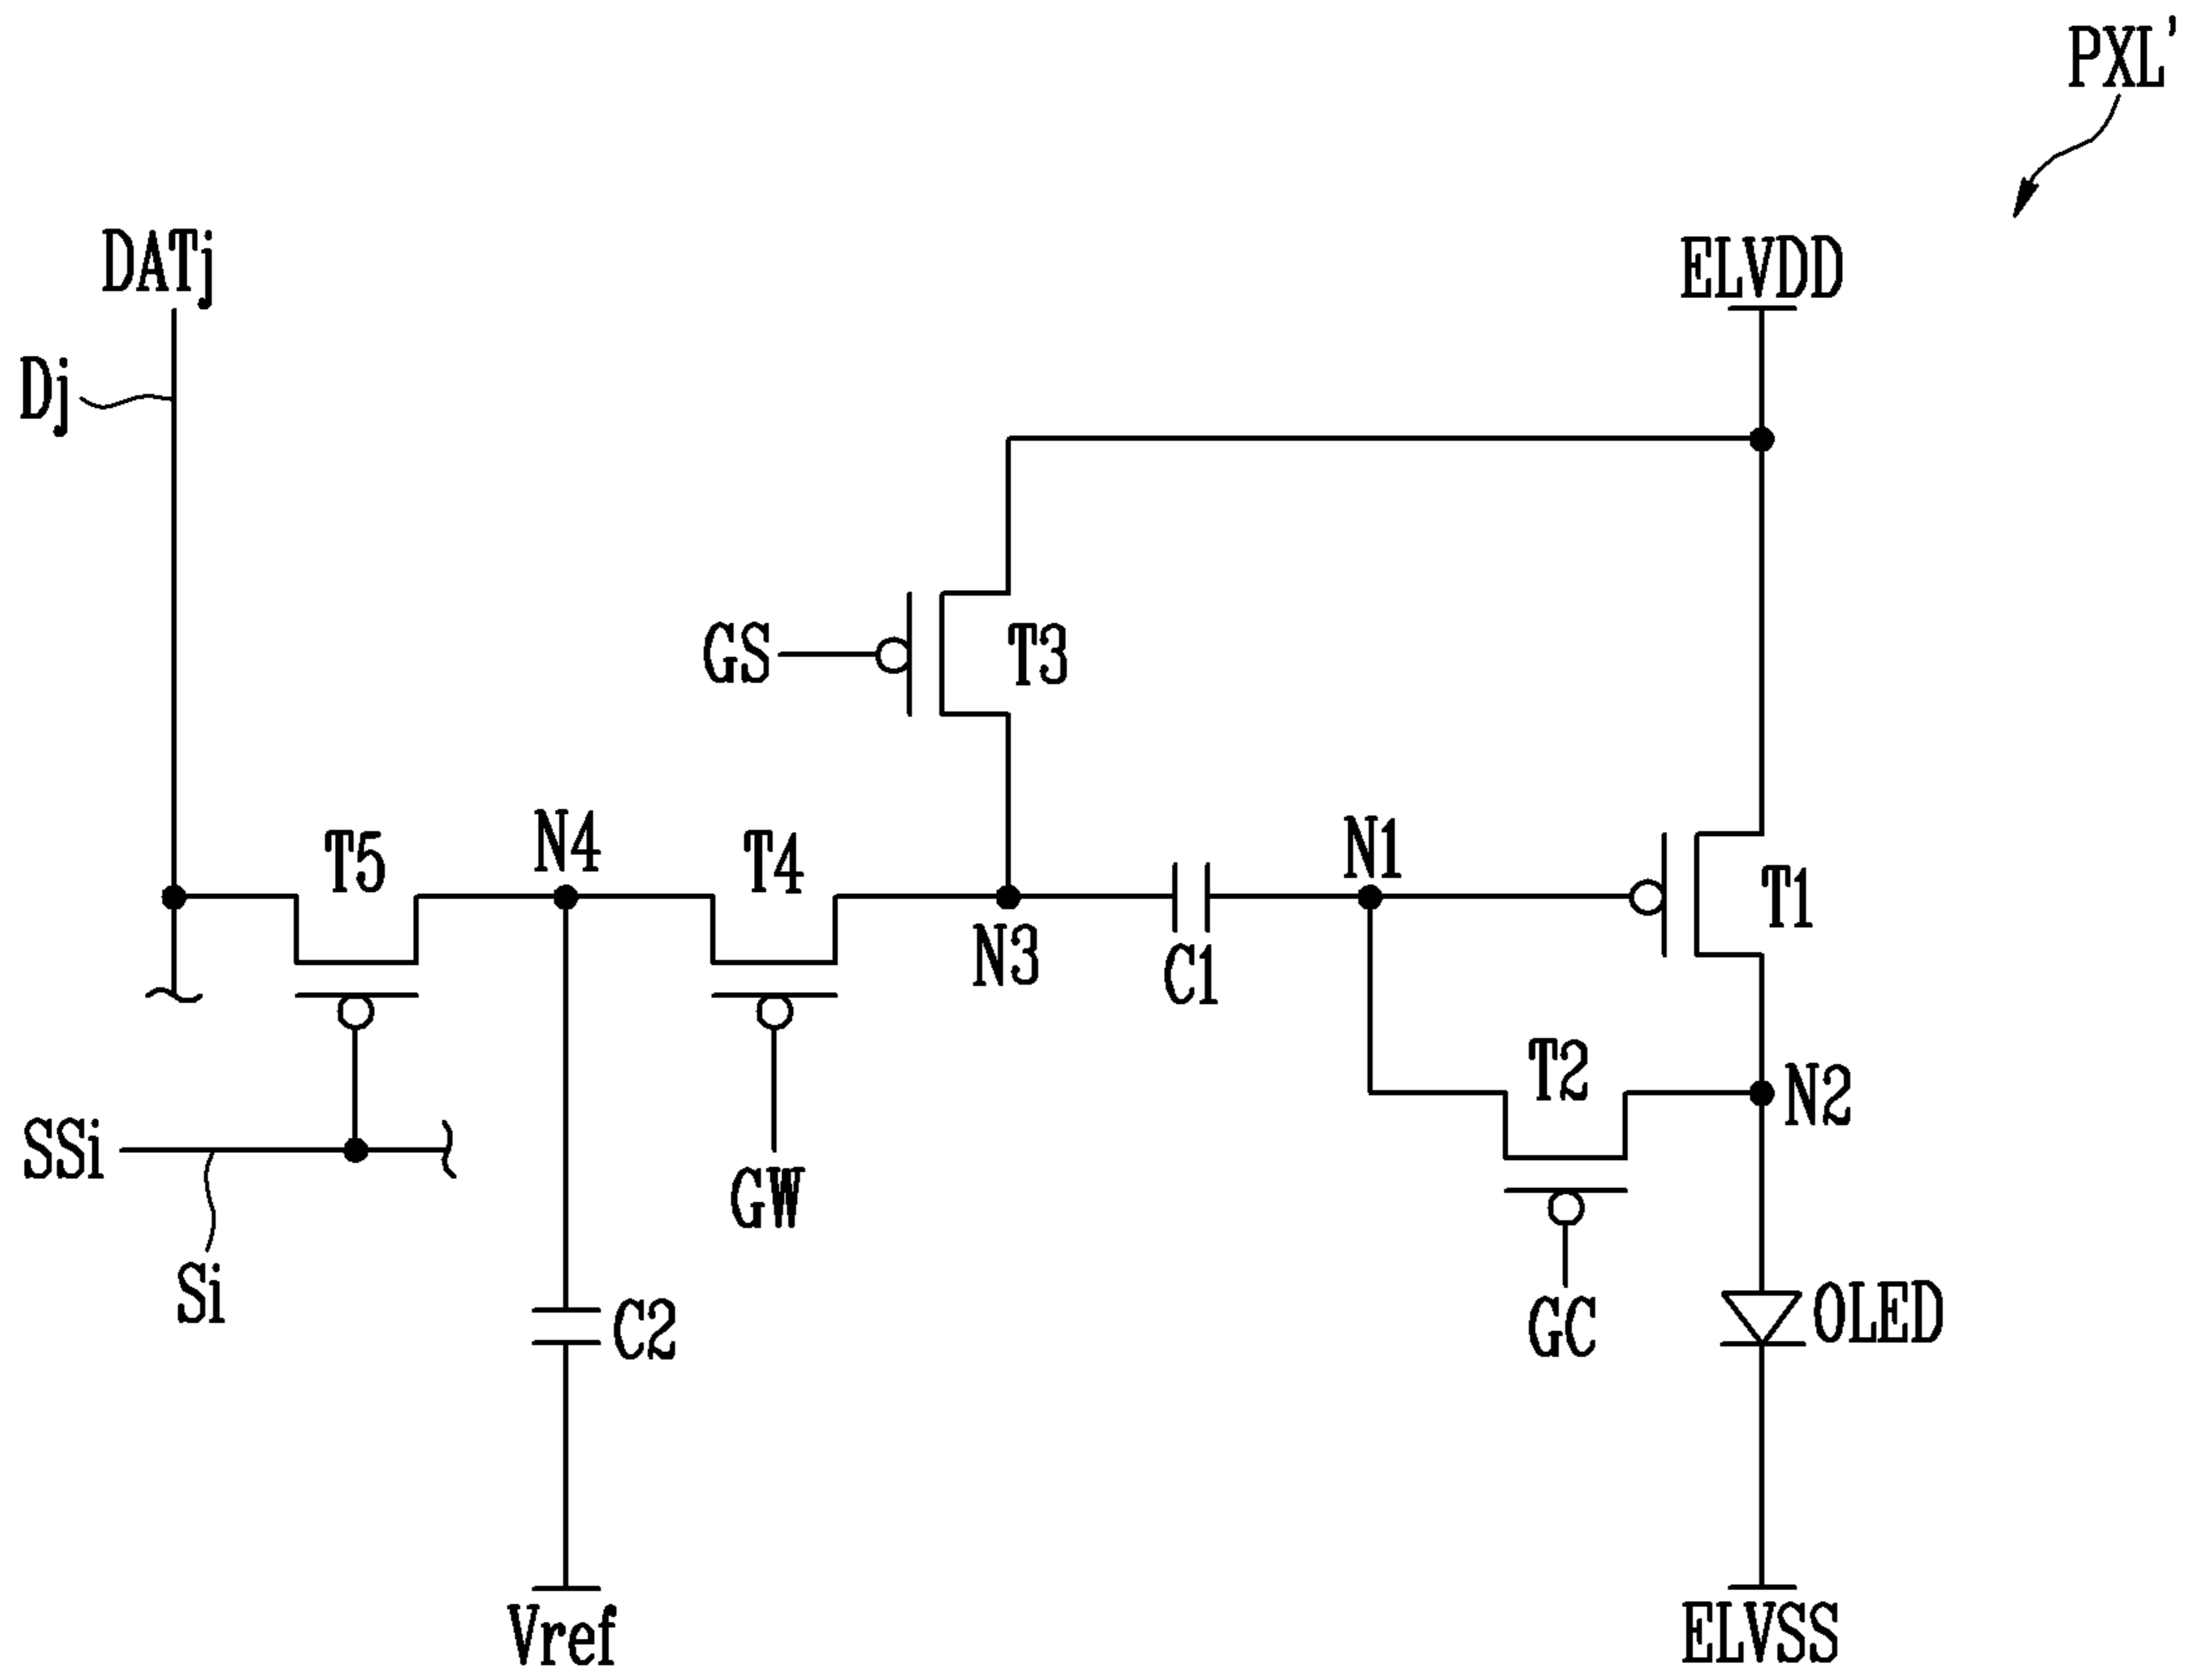 PXL'
DATj
ELVDD
Dj
GS
T3
T5
N4
T4
N1
T1
N3
C1
T2
N2
SSi
GW
Si
C2
GC
OLED
Vref
ELVSS